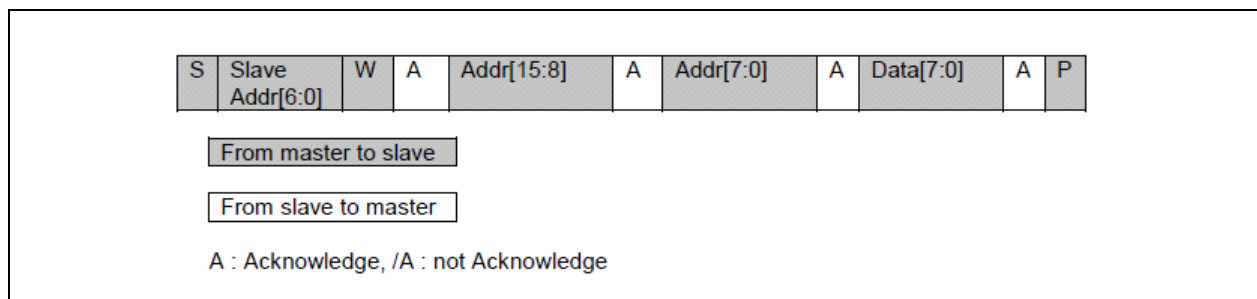 S Slave W A Addr[15:8] A Addr[7:0] A Data[7:0] A P
Addr[6:0]
From master to slave
From slave to master
A : Acknowledge, /A : not Acknowledge